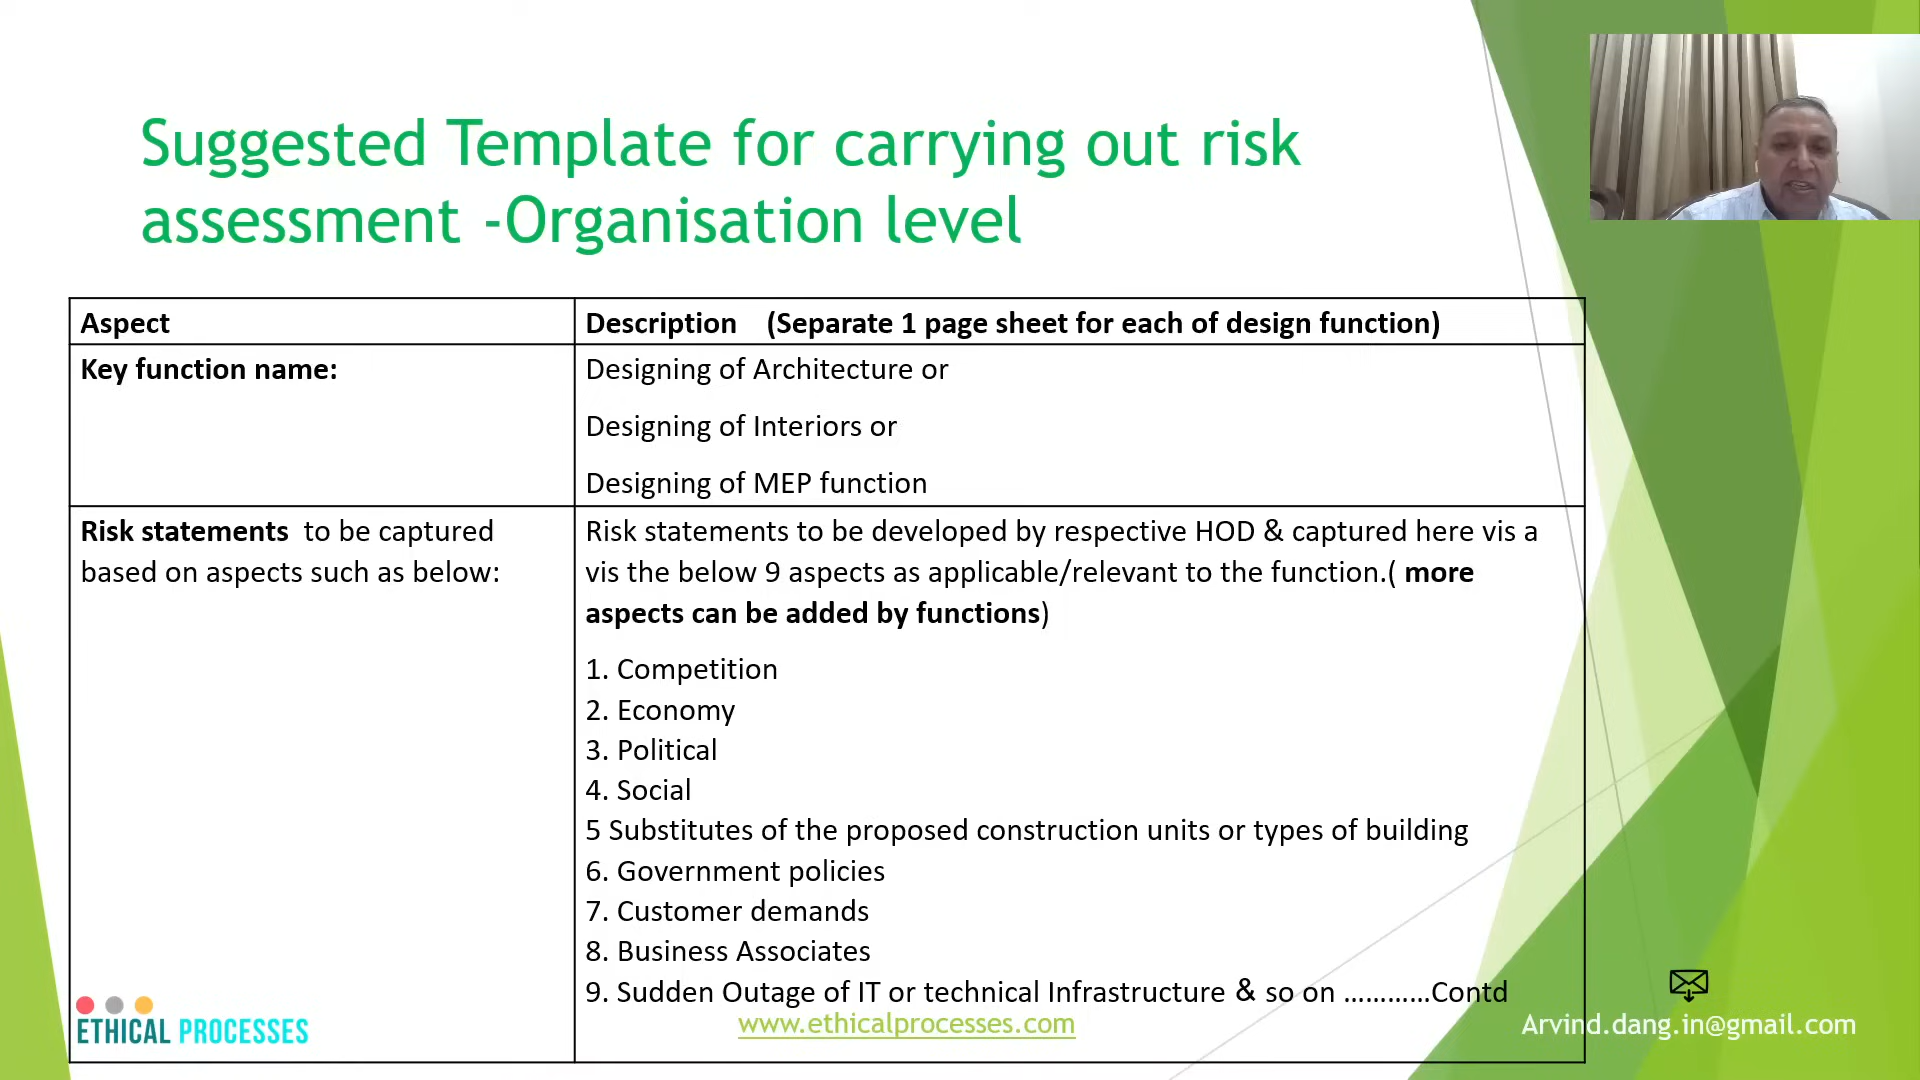 Suggested Template for carrying out risk
assessment -Organisation level
Aspect
Description (Separate 1 page sheet for each of design function)
Key function name:
Designing of Architecture or
Designing of Interiors or
Designing of MEP function
Risk statements to be captured
based on aspects such as below:
Risk statements to be developed by respective HOD & captured here vis a
vis the below 9 aspects as applicable/relevant to the function.( more
aspects can be added by functions)
1. Competition
2. Economy
3. Political
4. Social
5 Substitutes of the proposed construction units or types of building
6. Government policies
7. Customer demands
8. Business Associates
9. Sudden Outage of IT or technical Infrastructure & so on …………Contd
ETHICAL PROCESSES
www.ethicalprocesses.com
Arvind.dang.in@gmail.com